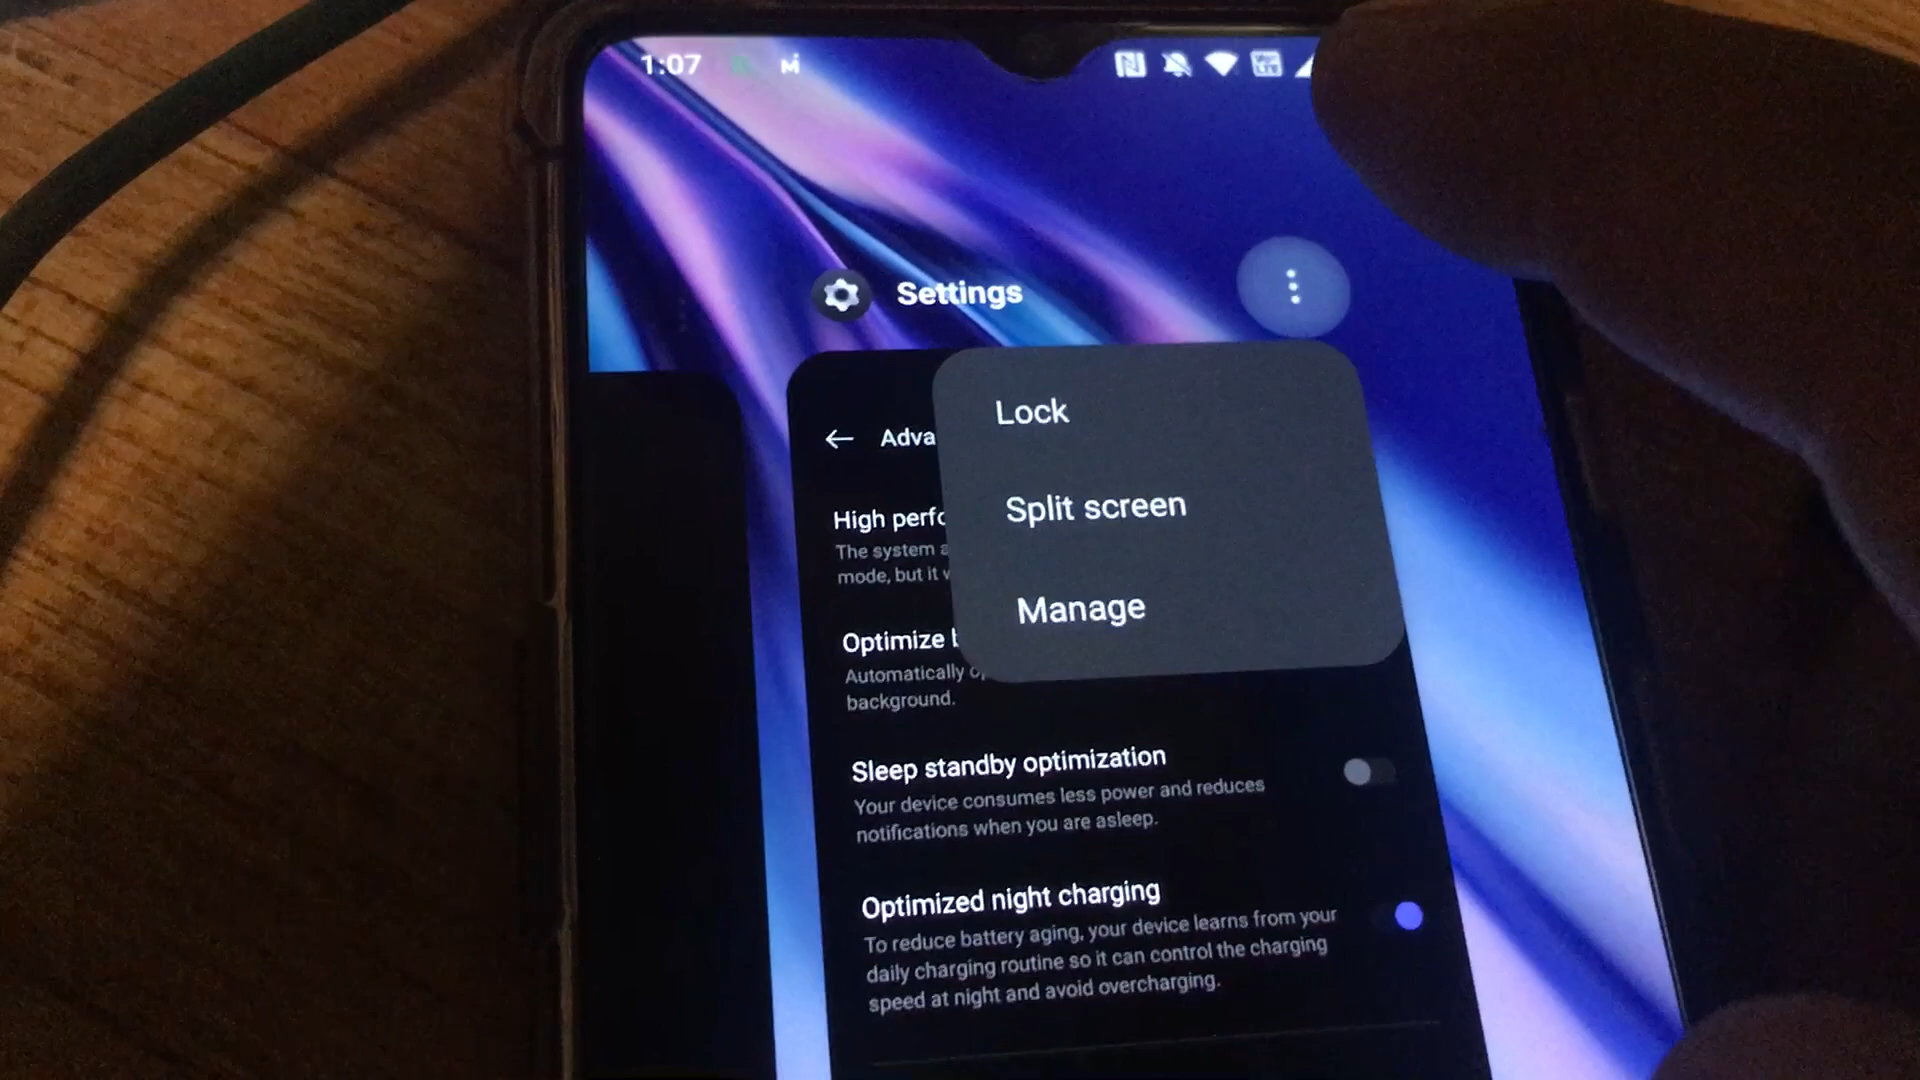 1:07
Settings
Lock
Split screen
Manage
Adva
High perfo
The system a
mode, but it
Optimize
Automatically
background.
Sleep standby optimization
Your device consumes less power and reduces
notifications when you are asleep.
Optimized night charging
To reduce battery aging, your device learns from your
daily charging routine so it can control the charging
speed at night and avoid overcharging.